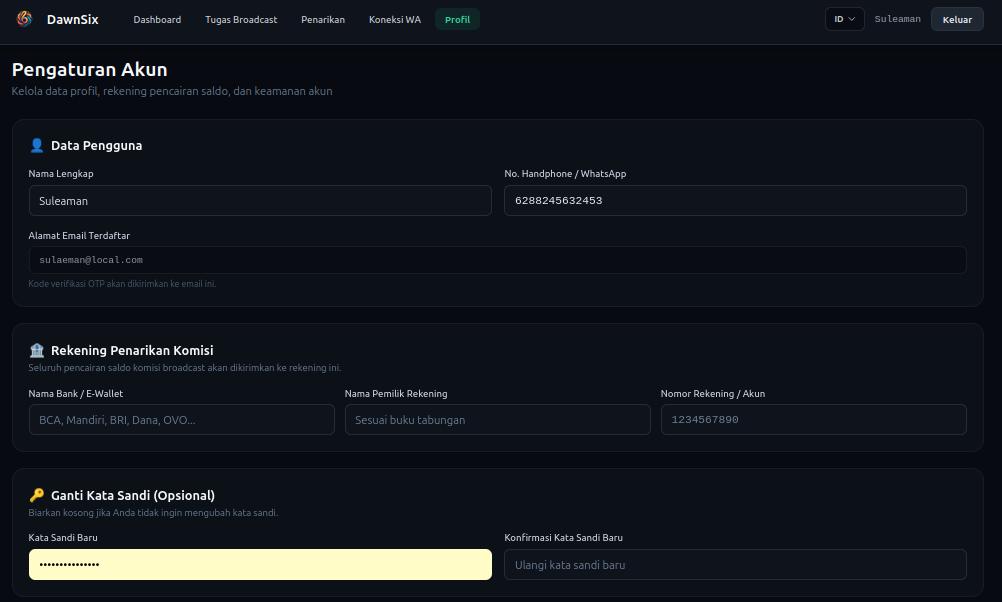 DawnSix
Dashboard
Tugas Broadcast
Penarikan
Koneksi WA
Profil
ID
Suleaman
Keluar
Pengaturan Akun
Kelola data profil, rekening pencairan saldo, dan keamanan akun
Data Pengguna
Nama Lengkap
Suleaman
No. Handphone / WhatsApp
6288245632453
Alamat Email Terdaftar
sulaeman@local.com
Kode verifikasi OTP akan dikirimkan ke email ini.
Rekening Penarikan Komisi
Seluruh pencairan saldo komisi broadcast akan dikirimkan ke rekening ini.
Nama Bank / E-Wallet
BCA, Mandiri, BRI, Dana, OVO...
Nama Pemilik Rekening
Sesuai buku tabungan
Nomor Rekening / Akun
1234567890
Ganti Kata Sandi (Opsional)
Biarkan kosong jika Anda tidak ingin mengubah kata sandi.
Kata Sandi Baru
•••••••••••••••
Konfirmasi Kata Sandi Baru
Ulangi kata sandi baru